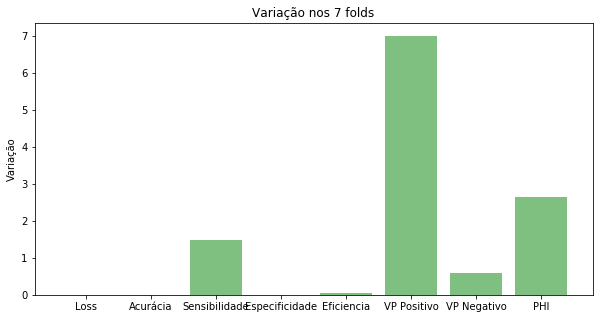 Variação nos 7 folds
Variação
7
6
5
4
3
2
1
0
Loss Acurácia Sensibilidade Especificidade Eficiencia VP Positivo VP Negativo PHI